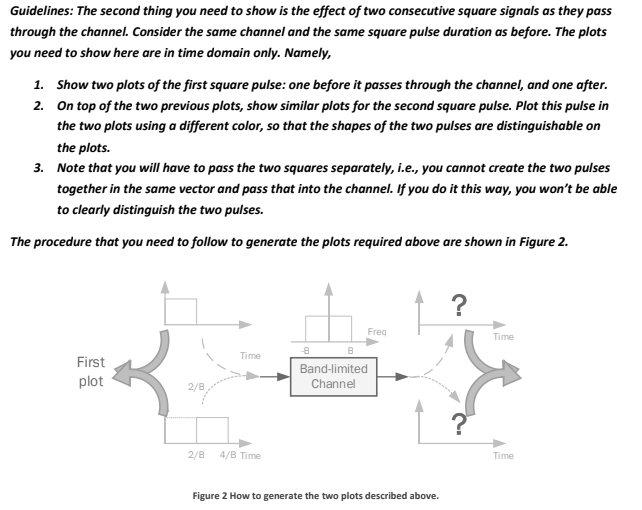 Guidelines: The second thing you need to show is the effect of two consecutive square signals as they pass
through the channel. Consider the same channel and the same square pulse duration as before. The plots
you need to show here are in time domain only. Namely,
1. Show two plots of the first square pulse: one before it passes through the channel, and one after.
2. On top of the two previous plots, show similar plots for the second square pulse. Plot this pulse in
the two plots using a different color, so that the shapes of the two pulses are distinguishable on
the plots.
3. Note that you will have to pass the two squares separately, i.e., you cannot create the two pulses
together in the same vector and pass that into the channel. If you do it this way, you won't be able
to clearly distinguish the two pulses.
The procedure that you need to follow to generate the plots required above are shown in Figure 2.
?
Freq
Time
-B B
Time
First
plot
Band-limited
Channel
2/B
?
2/B 4/B Time
Time
Figure 2 How to generate the two plots described above.